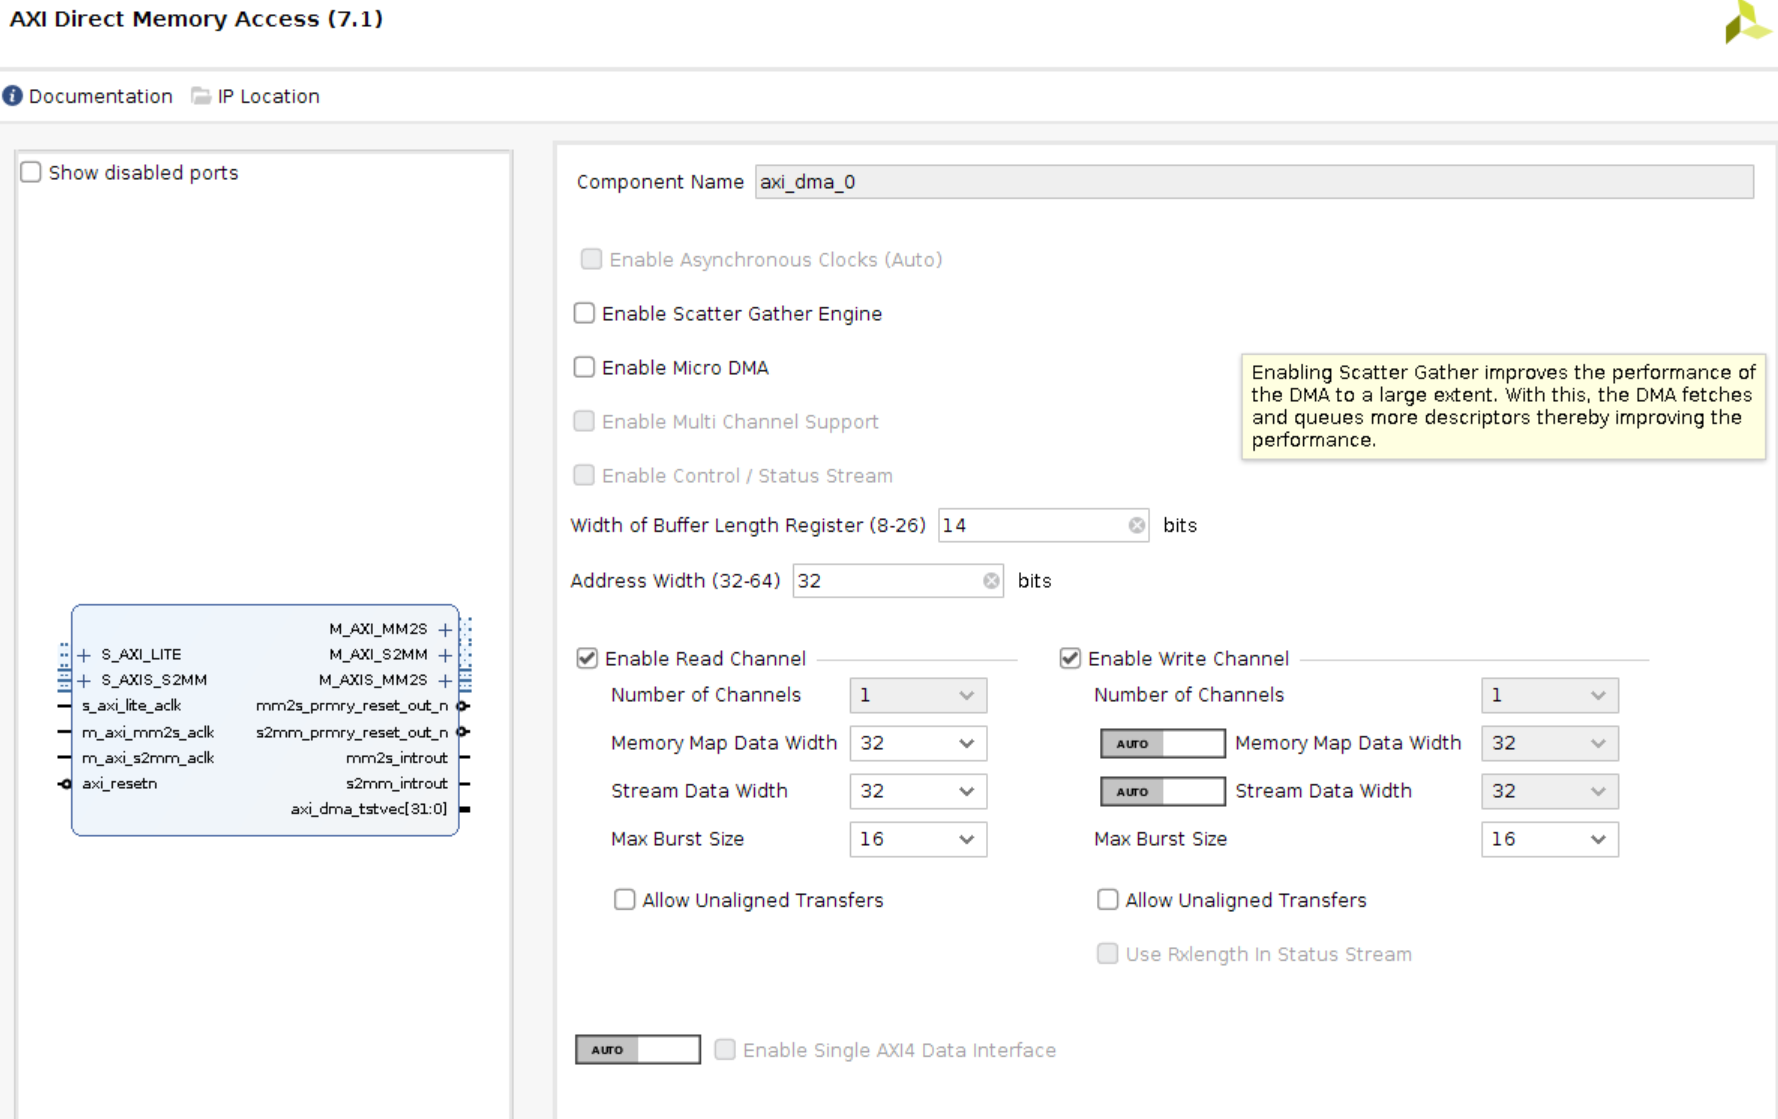 AXI Direct Memory Access (7.1)
Documentation IP Location
Show disabled ports
M_AXI_MM2S
S_AXI_LITE M_AXI_S2MM
S_AXIS_S2MM M_AXIS_MM2S
s_axi_lite_aclk mm2s_prmry_reset_out_n
m_axi_mm2s_aclk s2mm_prmry_reset_out_n
m_axi_s2mm_aclk mm2s_introut
axi_resetn s2mm_introut
axi_dma_tstvec[31:0]
Component Name axi_dma_0
Enable Asynchronous Clocks (Auto)
Enable Scatter Gather Engine
Enable Micro DMA
Enabling Scatter Gather improves the performance of
the DMA to a large extent. With this, the DMA fetches
and queues more descriptors thereby improving the
performance.
Enable Multi Channel Support
Enable Control / Status Stream
Width of Buffer Length Register (8-26) 14 bits
Address Width (32-64) 32 bits
Enable Read Channel
Number of Channels 1
Memory Map Data Width 32
Stream Data Width 32
Max Burst Size 16
Allow Unaligned Transfers
Enable Write Channel
Number of Channels 1
AUTO Memory Map Data Width 32
AUTO Stream Data Width 32
Max Burst Size 16
Allow Unaligned Transfers
Use Rxlength In Status Stream
AUTO Enable Single AXI4 Data Interface